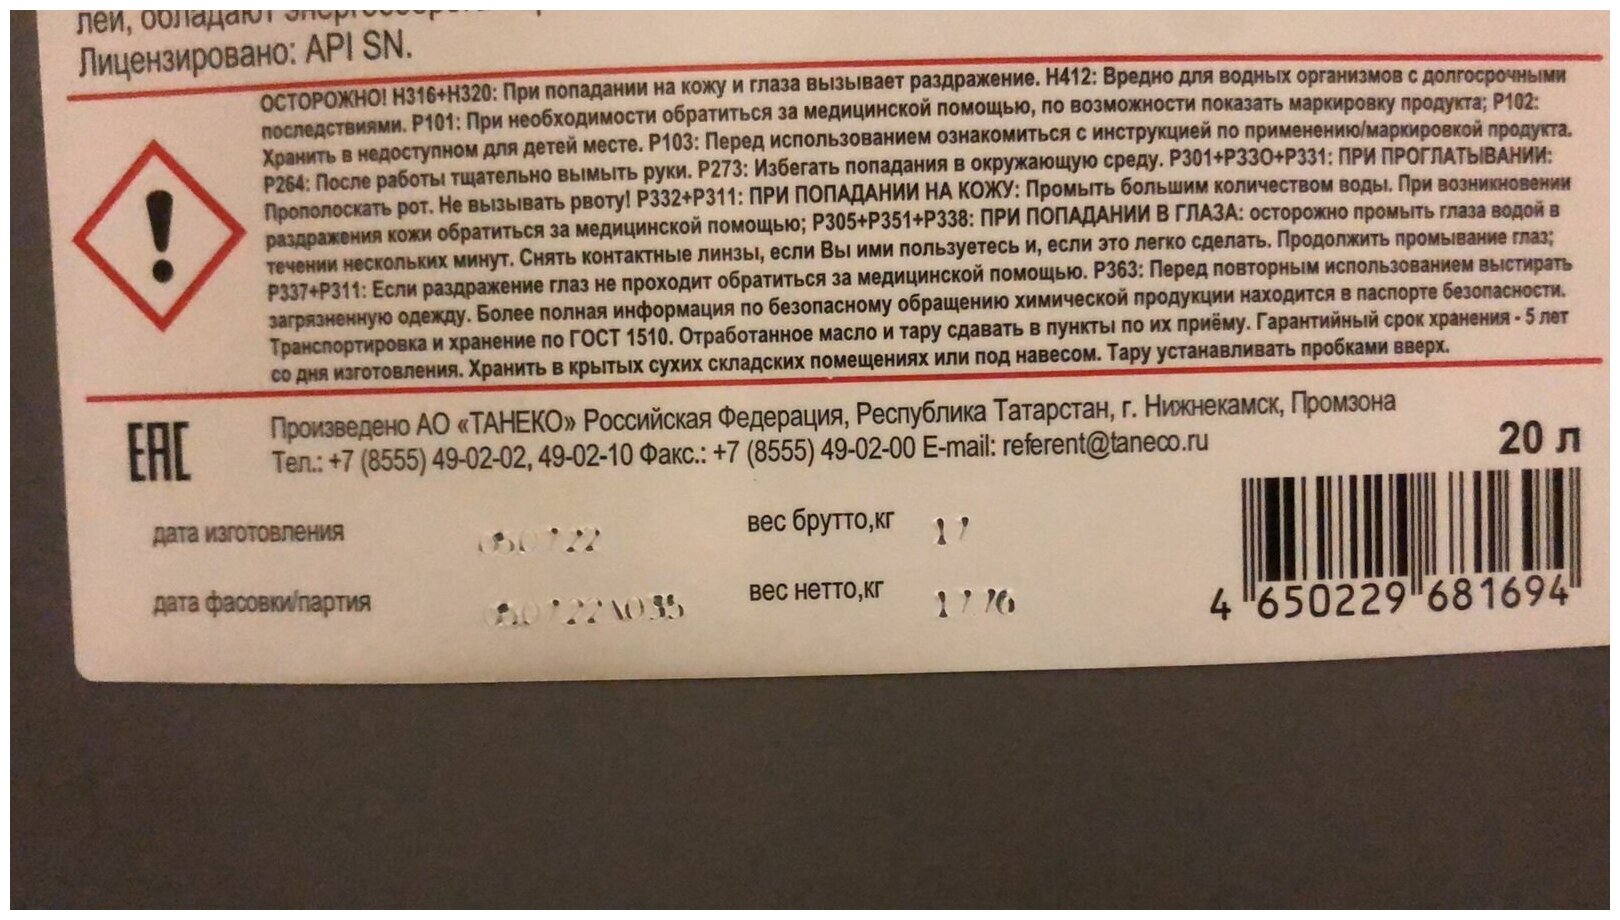 лей, обладают
Лицензировано: API SN.
ОСТОРОЖНО! H316+H320: При попадании на кожу и глаза вызывает раздражение. H412: Вредно для водных организмов с долгосрочными
последствиями. P101: При необходимости обратиться за медицинской помощью, по возможности показать маркировку продукта; P102:
Хранить в недоступном для детей месте. P103: Перед использованием ознакомиться с инструкцией по применению/маркировкой продукта.
P264: После работы тщательно вымыть руки. P273: Избегать попадания в окружающую среду. P301+P33O+P331: ПРИ ПРОГЛАТЫВАНИИ:
Прополоскать рот. Не вызывать рвоту! P332+P311: ПРИ ПОПАДАНИИ НА КОЖУ: Промыть большим количеством воды. При возникновении
раздражения кожи обратиться за медицинской помощью; P305+P351+P338: ПРИ ПОПАДАНИИ В ГЛАЗА: осторожно промыть глаза водой в
течении нескольких минут. Снять контактные линзы, если Вы ими пользуетесь и, если это легко сделать. Продолжить промывание глаз;
P337+P311: Если раздражение глаз не проходит обратиться за медицинской помощью. P363: Перед повторным использованием выстирать
загрязненную одежду. Более полная информация по безопасному обращению химической продукции находится в паспорте безопасности.
Транспортировка и хранение по ГОСТ 1510. Отработанное масло и тару сдавать в пункты по их приёму. Гарантийный срок хранения - 5 лет
со дня изготовления. Хранить в крытых сухих складских помещениях или под навесом. Тару устанавливать пробками вверх.
EAC
Произведено АО «ТАНЕКО» Российская Федерация, Республика Татарстан, г. Нижнекамск, Промзона
Тел.: +7 (8555) 49-02-02, 49-02-10 Факс.: +7 (8555) 49-02-00 E-mail: referent@taneco.ru
20 л
дата изготовления
вес брутто,кг
дата фасовки/партия
вес нетто,кг
4 650229 681694